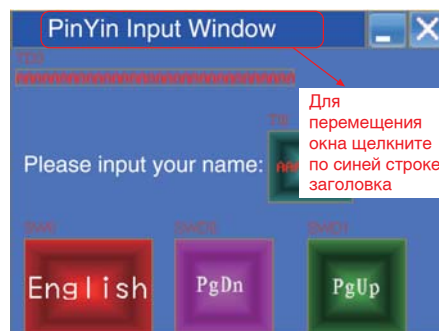 PinYin Input Window
Для
перемещения
окна щелкните
по синей строке
заголовка
Please input your name:
English
PgDn
PgUp